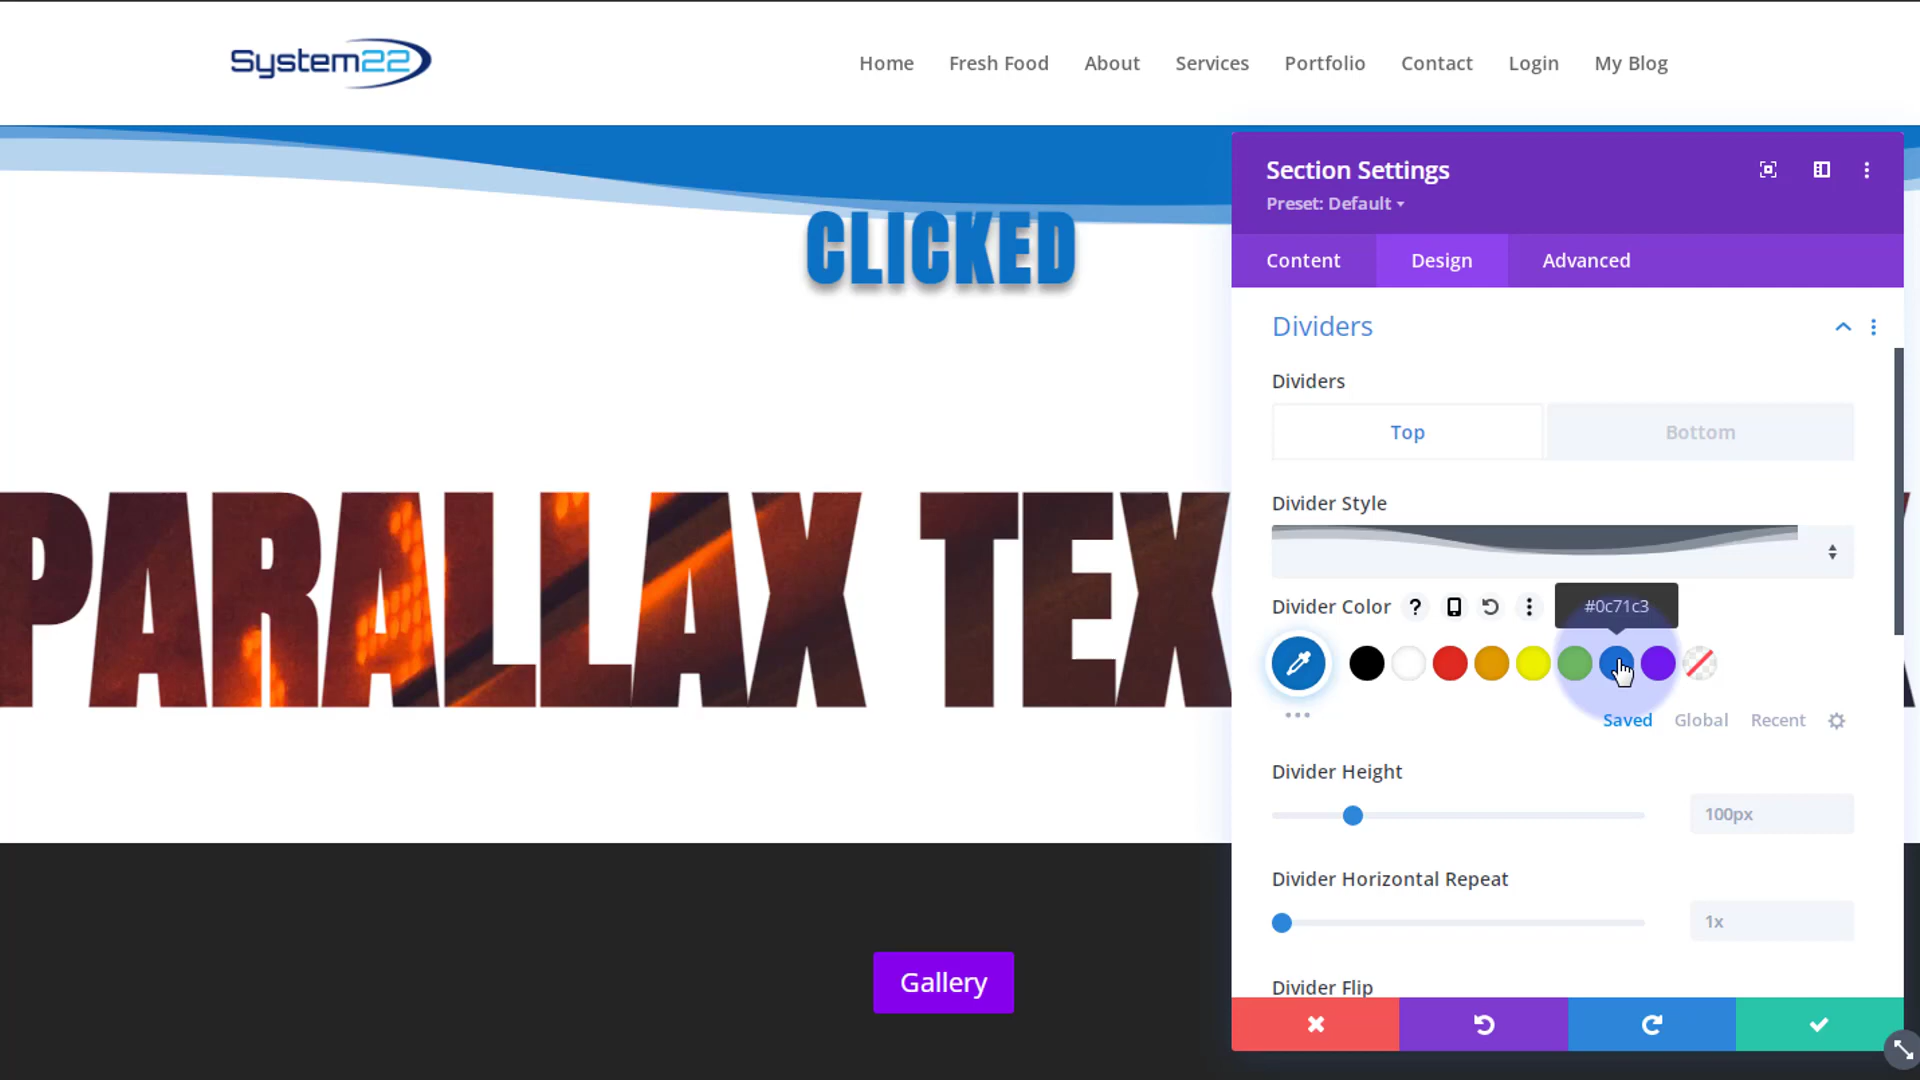 System22
Home Fresh Food About Services Portfolio Contact Login My Blog
CLICKED
PARALLAX TEX
Gallery
Section Settings
Preset: Default
Content Design Advanced
Dividers
Dividers
Top Bottom
Divider Style
Divider Color ? #0c71c3
Saved Global Recent
Divider Height
100px
Divider Horizontal Repeat
1x
Divider Flip